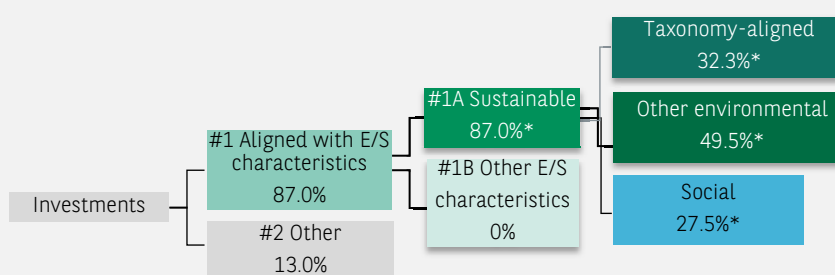 Investments
#1 Aligned with E/S
characteristics
87.0%
#2 Other
13.0%
#1A Sustainable
87.0%*
#1B Other E/S
characteristics
0%
Taxonomy-aligned
32.3%*
Other environmental
49.5%*
Social
27.5%*